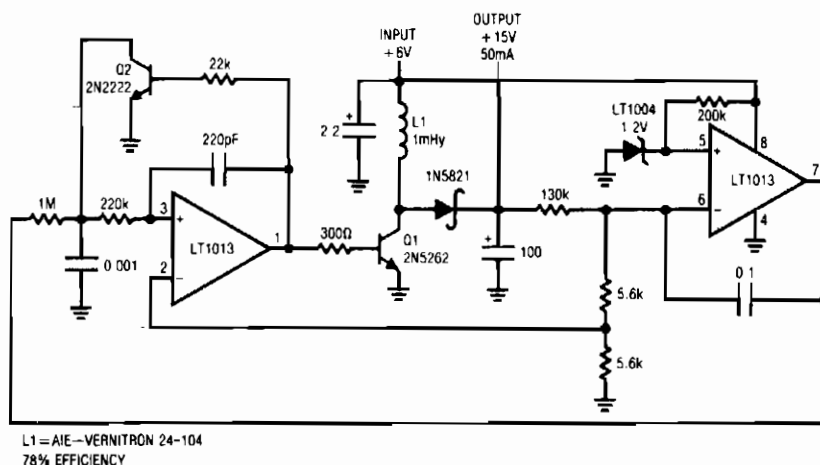 INPUT
+6V
OUTPUT
+15V
50mA
Q2
2N2222
22k
220pF
2 2
+
L1
1mHy
LT1004
1 2V
200k
8
5
+
LT1013
7
1N5821
1M
220k
3
+
LT1013
1
300Ω
Q1
2N5262
130k
6
−
4
+
100
0 001
2
−
5.6k
0 1
5.6k
L1=AIE—VERNITRON 24-104
78% EFFICIENCY